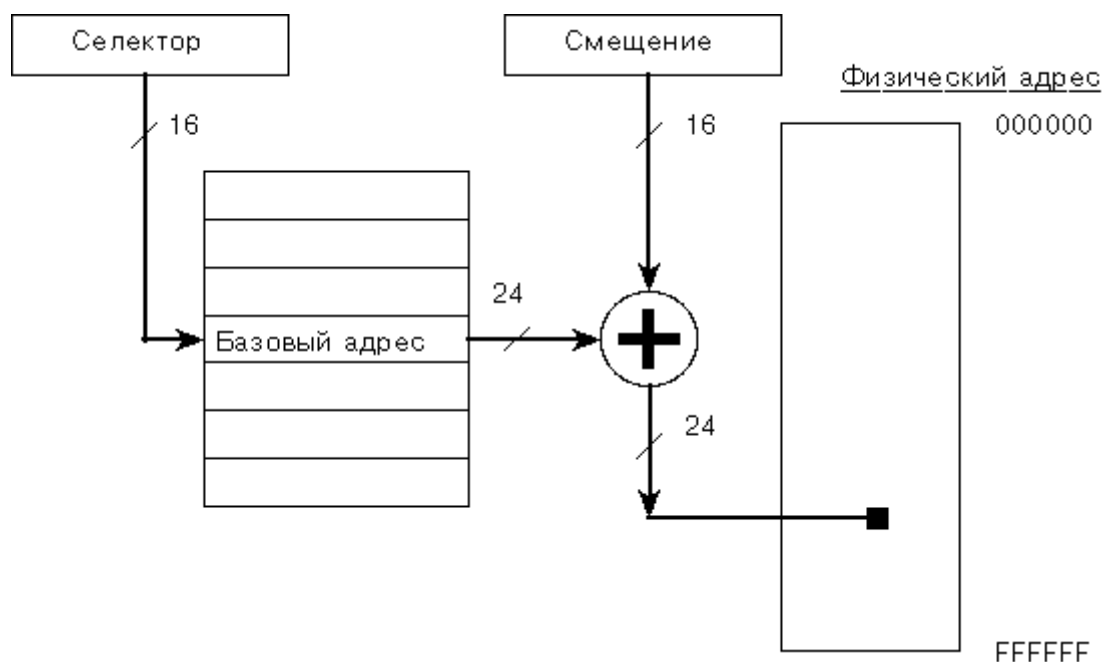 Селектор
Смещение
Физический адрес
16
16
000000
24
Базовый адрес
24
FFFFFF